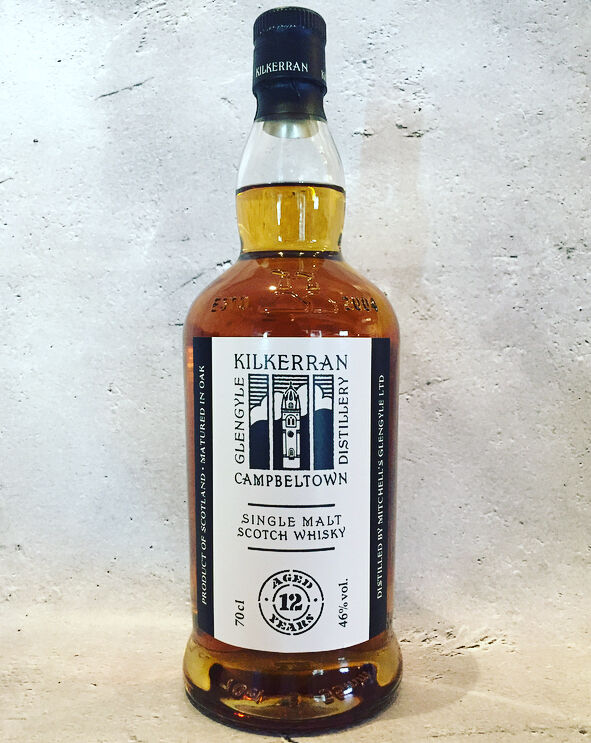 KILKERRAN
ESTD 2004
PRODUCT OF SCOTLAND • MATURED IN OAK
KILKERRAN
GLENGYLE
DISTILLERY
CAMPBELTOWN
SINGLE MALT
SCOTCH WHISKY
AGED
12
YEARS
70cl
46% vol.
DISTILLED BY MITCHELL'S GLENGYLE LTD